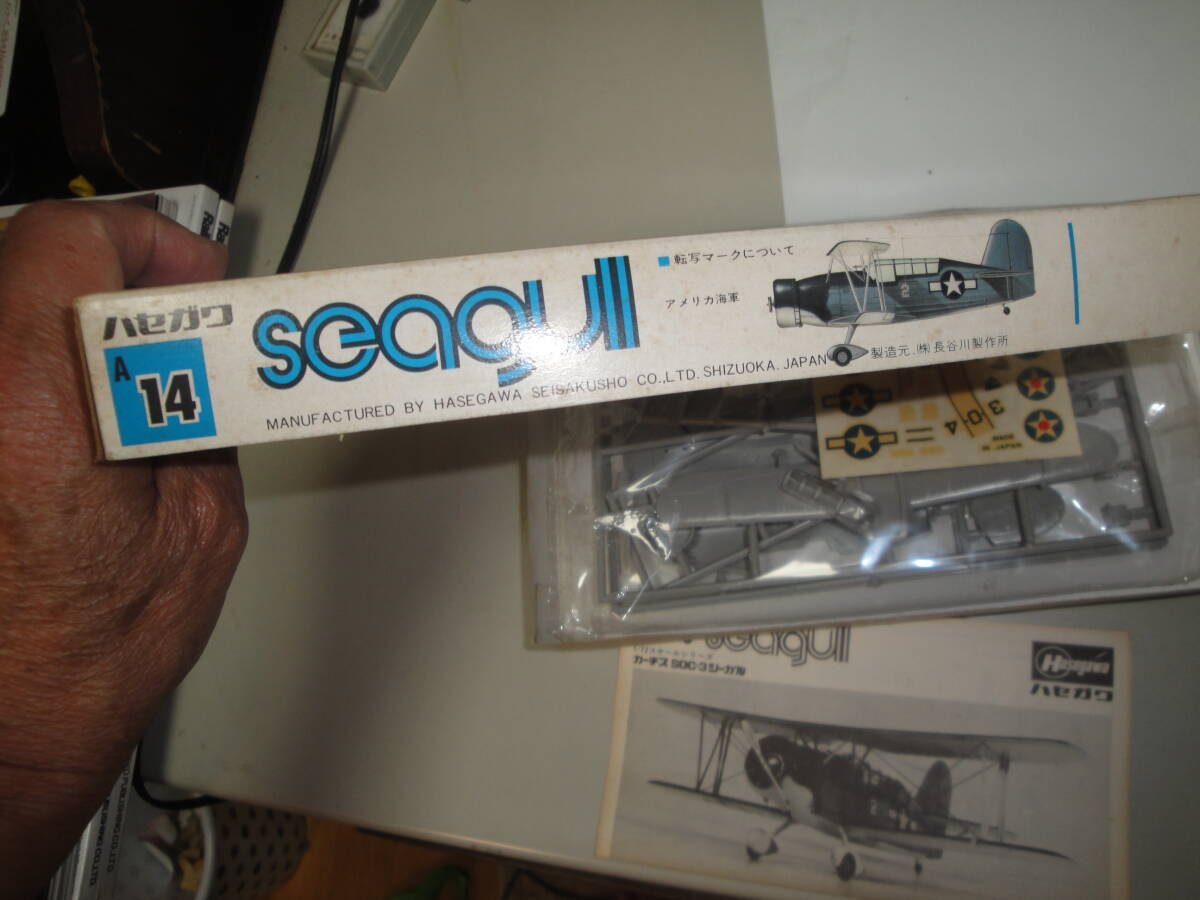 ハセガワ
A
14
seagull
■転写マークについて
アメリカ海軍
MANUFACTURED BY HASEGAWA SEISAKUSHO CO.,LTD. SHIZUOKA. JAPAN
製造元. ㈱長谷川製作所
3-0-4
MADE
IN JAPAN
seagull
カーチス SOC-3 シーガル
Hasegawa
ハセガワ